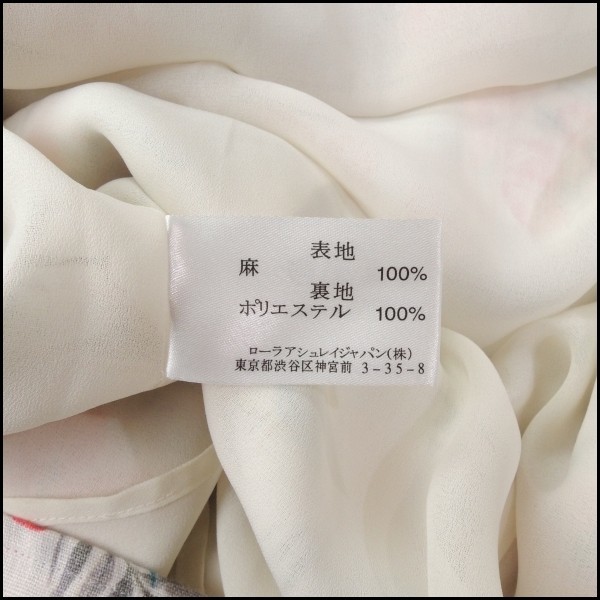 表地
麻 100%
裏地
ポリエステル 100%
ローラアシュレイジャパン(株)
東京都渋谷区神宮前 3-35-8